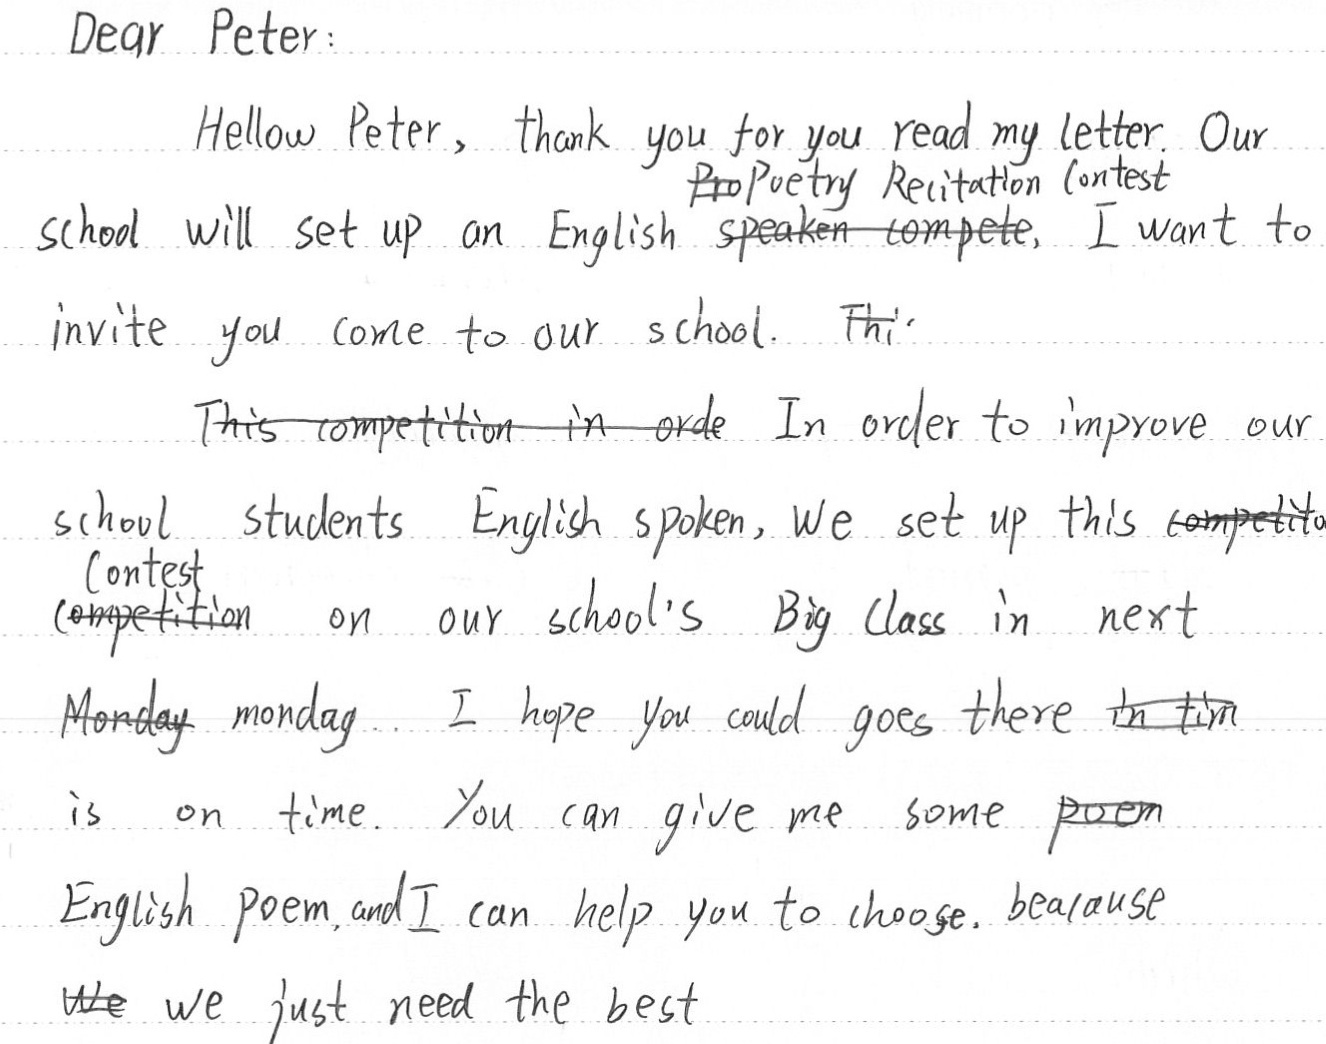 Dear Peter:
Hellow Peter, thank you for you read my letter. Our
Pro Poetry Recitation Contest
school will set up an English speaken compete, I want to
invite you come to our school. Thi
This competition in orde In order to improve our
school students English spoken, We set up this competito
Contest
competition on our school's Big Class in next
Monday monday. I hope you could goes there in tim
is on time. You can give me some poem
English poem, and I can help you to choose. beacause
We we just need the best